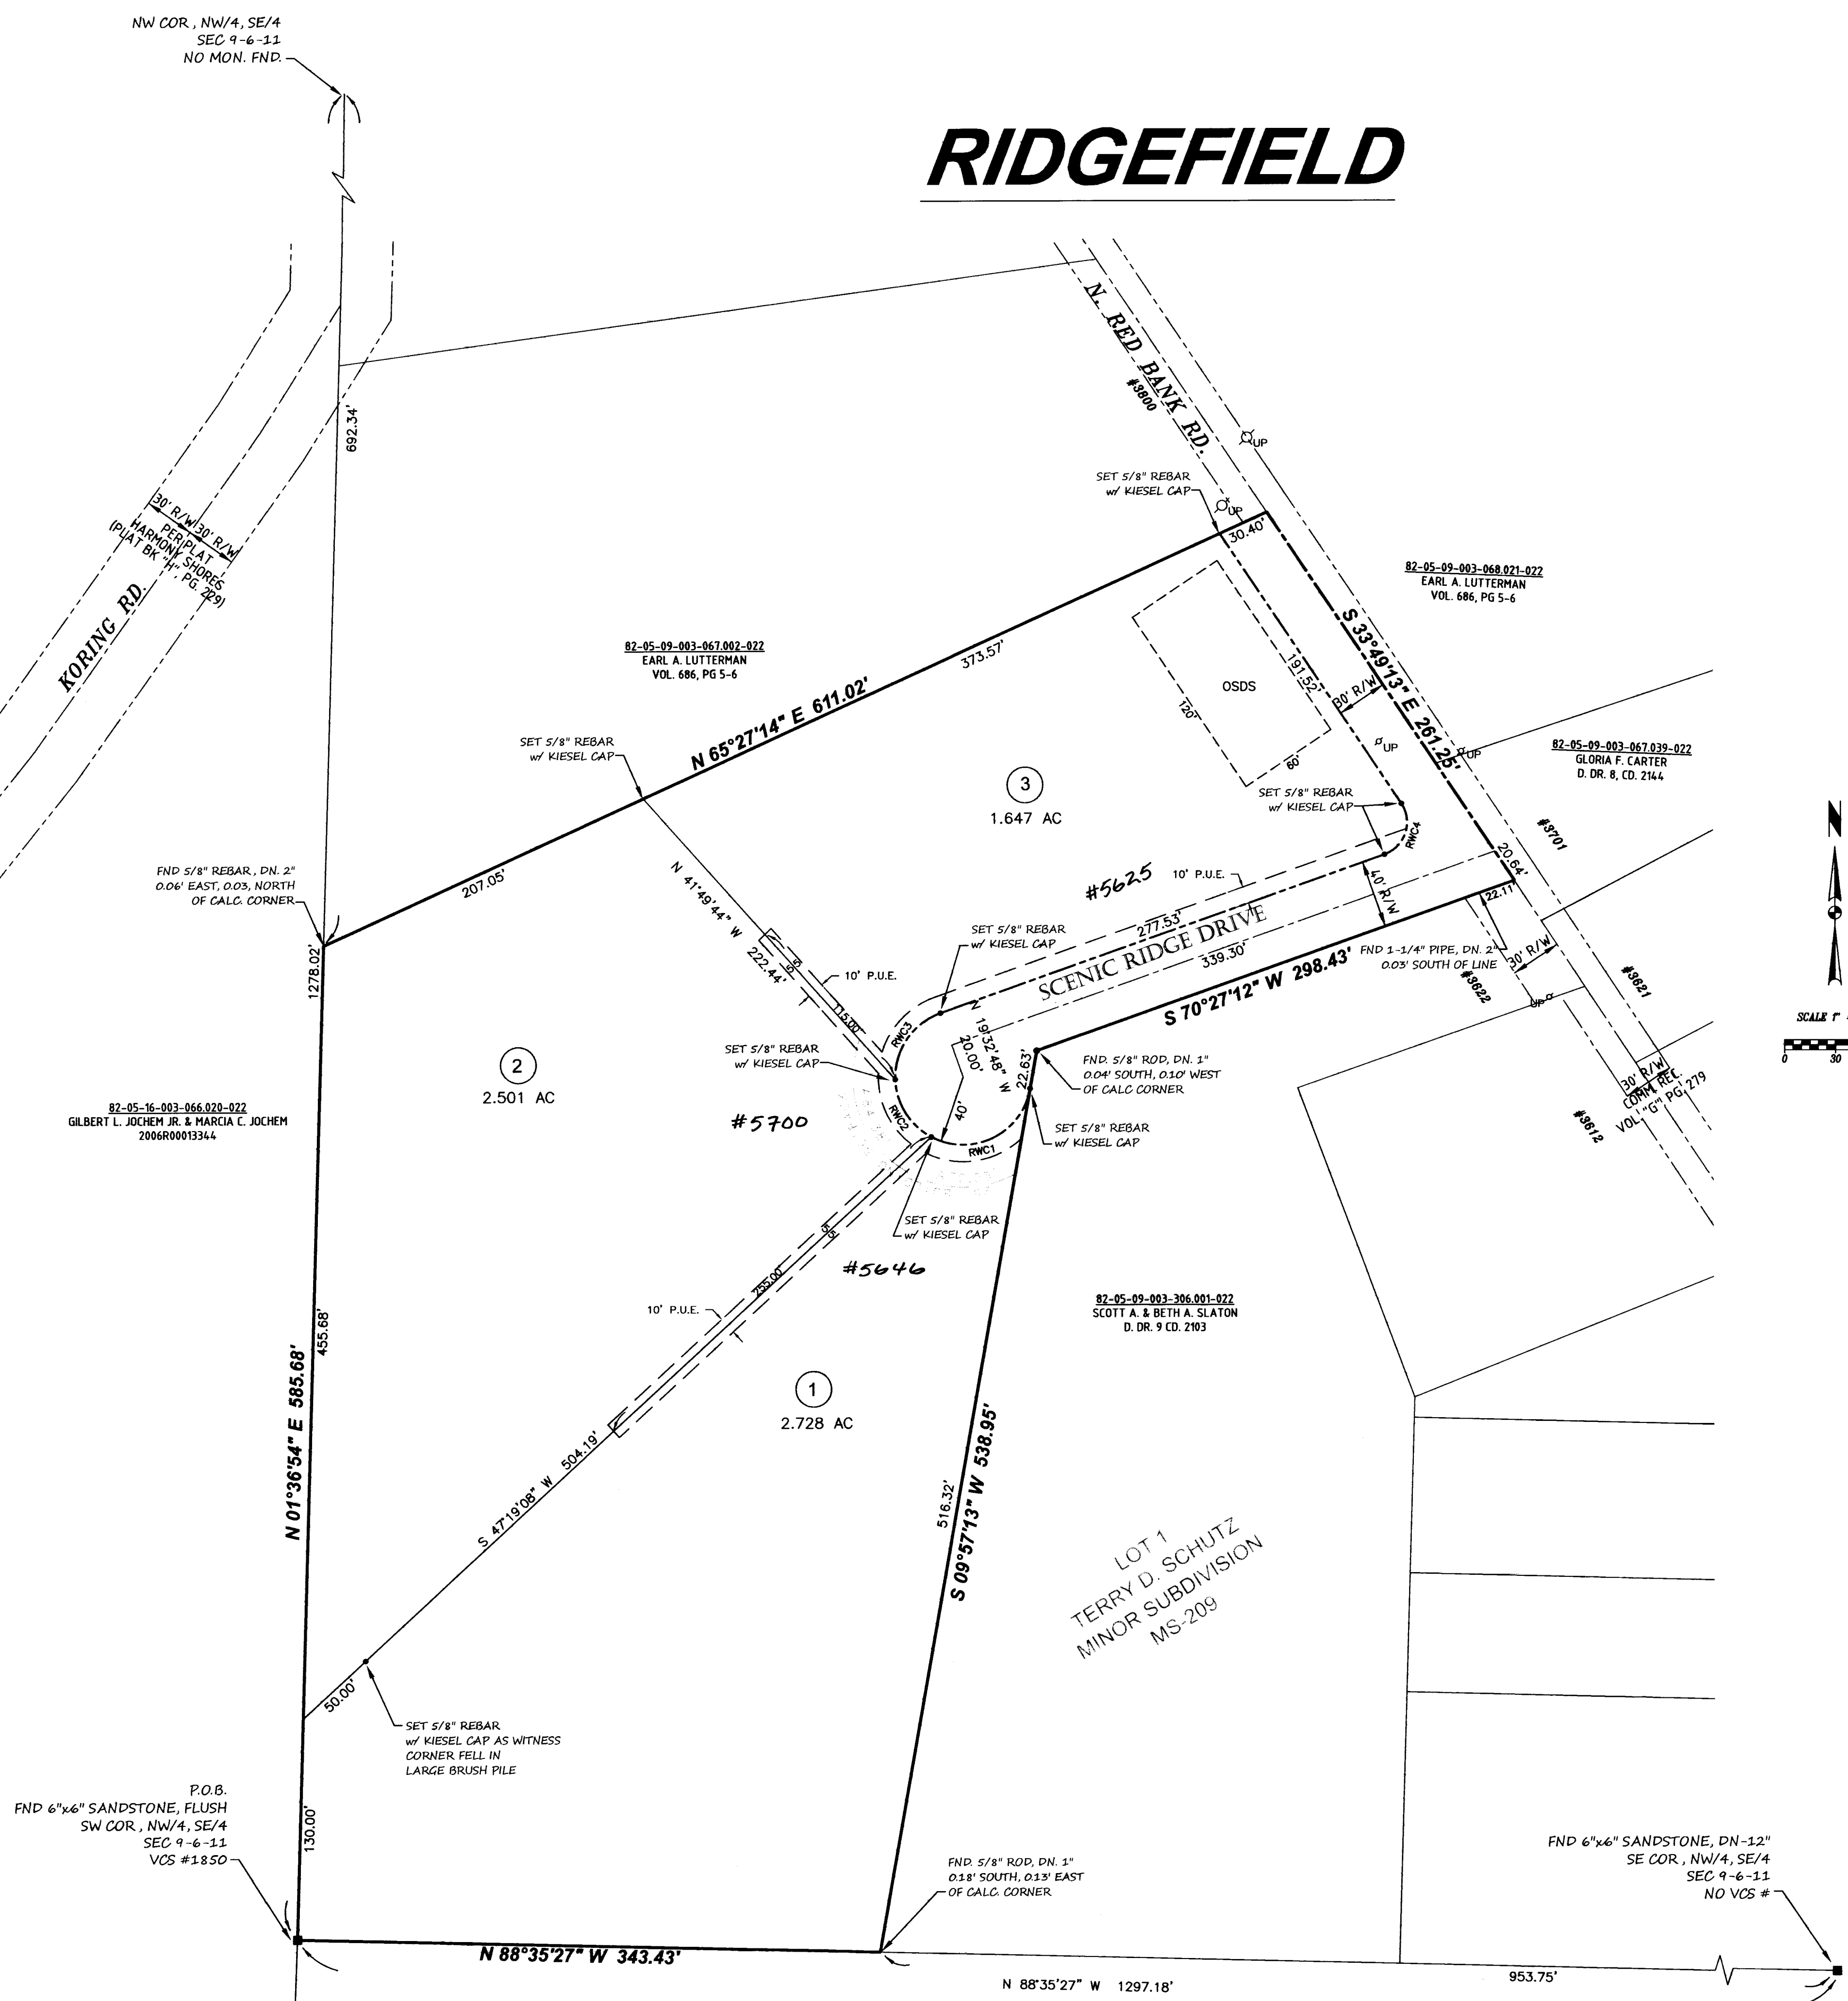 NW COR, NW/4, SE/4
SEC 9-6-11
NO MON. FND.
RIDGEFIELD
692.34'
N. RED BANK RD.
#3800
UP
SET 5/8" REBAR
w/ KIESEL CAP
UP
30.40'
30' R/W
30' R/W
PER PLAT
HARMONY SHORES
(PLAT BK "H", PG. 229)
KORING RD.
82-05-09-003-068.021-022
EARL A. LUTTERMAN
VOL. 686, PG 5-6
82-05-09-003-067.002-022
EARL A. LUTTERMAN
VOL. 686, PG 5-6
373.57'
N 65°27'14" E 611.02'
OSDS
120'
60'
191.52'
30' R/W
S 33°49'13" E 261.25'
UP
UP
82-05-09-003-067.039-022
GLORIA F. CARTER
D. DR. 8, CD. 2144
SET 5/8" REBAR
w/ KIESEL CAP
3
1.647 AC
SET 5/8" REBAR
w/ KIESEL CAP
RWC4
#3701
N
FND 5/8" REBAR, DN. 2"
0.06' EAST, 0.03, NORTH
OF CALC. CORNER
207.05'
N 41°49'44" W 222.44'
5'
5'
10' P.U.E.
115.00'
#5625
10' P.U.E.
20.64'
22.11'
40' R/W
SET 5/8" REBAR
w/ KIESEL CAP
277.53'
SCENIC RIDGE DRIVE
339.30'
FND 1-1/4" PIPE, DN. 2"
0.03' SOUTH OF LINE
30' R/W
#3622
#3621
UP
S 70°27'12" W 298.43'
1278.02'
SCALE 1"
0 30
RWC3
N 19°32'48" W
20.00'
22.63'
SET 5/8" REBAR
w/ KIESEL CAP
FND. 5/8" ROD, DN. 1"
0.04' SOUTH, 0.10' WEST
OF CALC CORNER
2
2.501 AC
30' R/W
COMM. REC.
VOL. "G" PG. 279
#3612
82-05-16-003-066.020-022
GILBERT L. JOCHEM JR. & MARCIA C. JOCHEM
2006R00013344
#5700
RWC2
40'
RWC1
SET 5/8" REBAR
w/ KIESEL CAP
SET 5/8" REBAR
w/ KIESEL CAP
5'
5'
#5646
255.00'
10' P.U.E.
82-05-09-003-306.001-022
SCOTT A. & BETH A. SLATON
D. DR. 9 CD. 2103
455.68'
N 01°36'54" E 585.68'
1
2.728 AC
S 47°19'08" W 504.19'
516.32'
S 09°57'13" W 538.95'
LOT 1
TERRY D. SCHUTZ
MINOR SUBDIVISION
MS-209
50.00'
SET 5/8" REBAR
w/ KIESEL CAP AS WITNESS
CORNER FELL IN
LARGE BRUSH PILE
P.O.B.
FND 6"x6" SANDSTONE, FLUSH
SW COR, NW/4, SE/4
SEC 9-6-11
VCS #1850
130.00'
FND. 5/8" ROD, DN. 1"
0.18' SOUTH, 0.13' EAST
OF CALC. CORNER
FND 6"x6" SANDSTONE, DN-12"
SE COR, NW/4, SE/4
SEC 9-6-11
NO VCS #
N 88°35'27" W 343.43'
N 88°35'27" W 1297.18'
953.75'